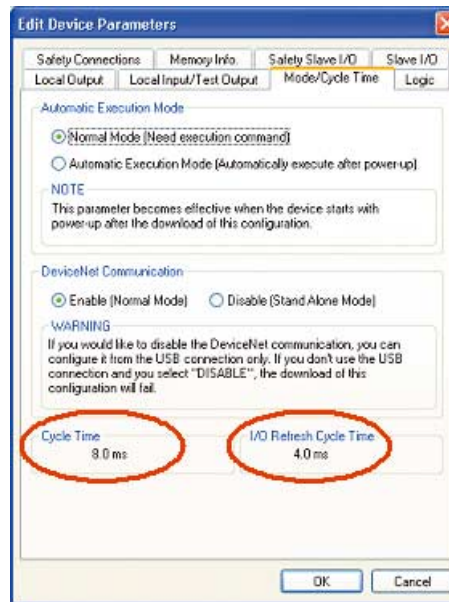 Edit Device Parameters
Safety Connections Memory Info. Safety Slave I/O Slave I/O
Local Output Local Input/Test Output Mode/Cycle Time Logic
Automatic Execution Mode
Normal Mode (Need execution command)
Automatic Execution Mode (Automatically execute after power-up)
NOTE
This parameter becomes effective when the device starts with
power-up after the download of this configuration.
DeviceNet Communication
Enable (Normal Mode) Disable (Stand Alone Mode)
WARNING
If you would like to disable the DeviceNet communication, you can
configure it from the USB connection only. If you don't use the USB
connection and you select "DISABLE", the download of this
configuration will fail.
Cycle Time I/O Refresh Cycle Time
8.0 ms 4.0 ms
OK Cancel